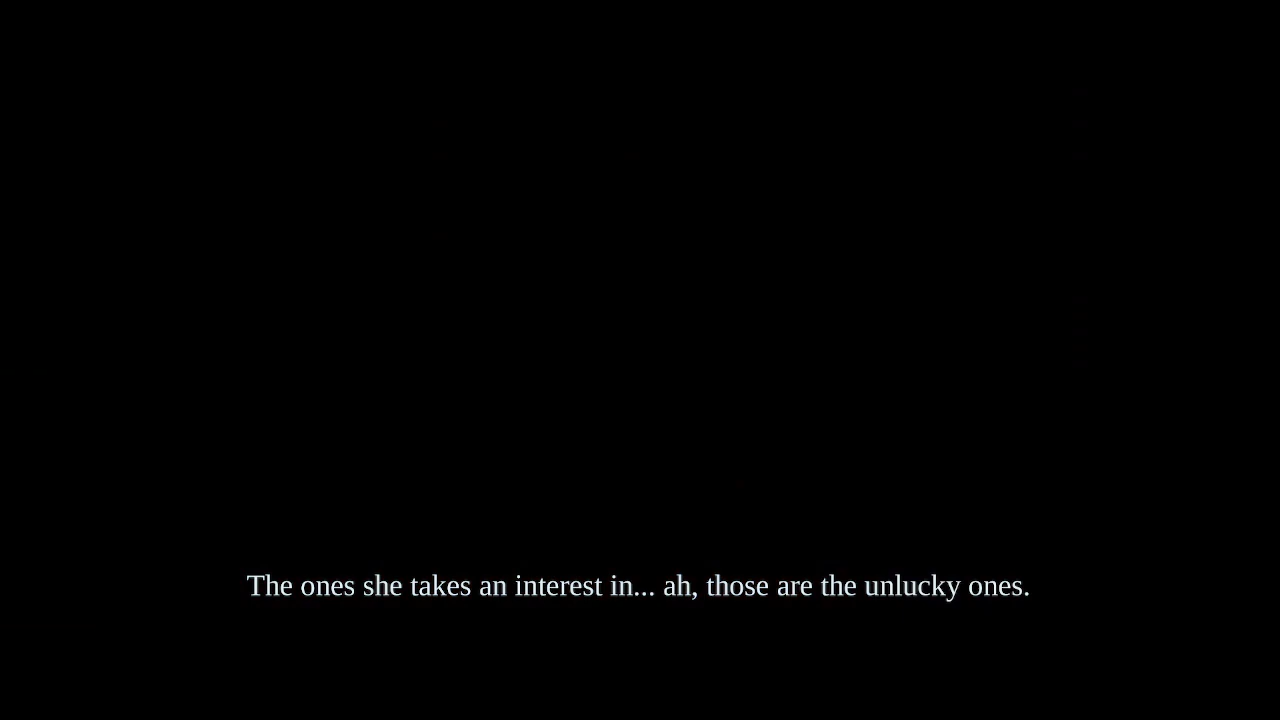 The ones she takes an interest in... ah, those are the unlucky ones.